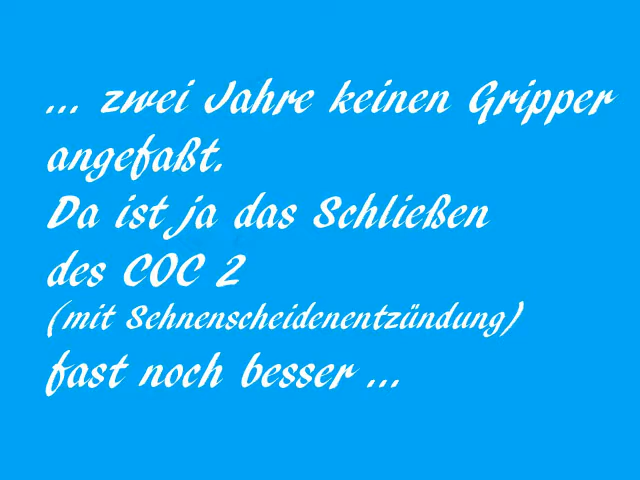 ... zwei Jahre keinen Gripper
angefaßt.
Da ist ja das Schließen
des COC 2
(mit Sehnenscheidenentzündung)
fast noch besser ...